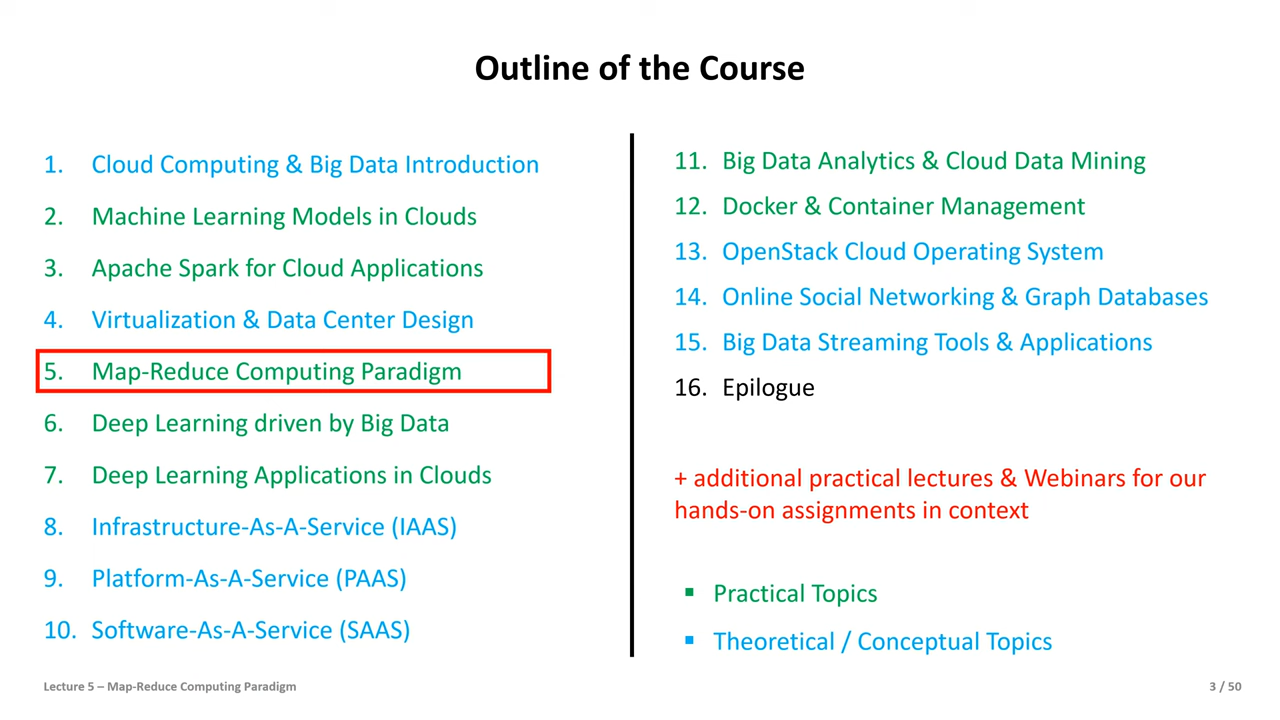 Outline of the Course
1. Cloud Computing & Big Data Introduction
2. Machine Learning Models in Clouds
3. Apache Spark for Cloud Applications
4. Virtualization & Data Center Design
5. Map-Reduce Computing Paradigm
6. Deep Learning driven by Big Data
7. Deep Learning Applications in Clouds
8. Infrastructure-As-A-Service (IAAS)
9. Platform-As-A-Service (PAAS)
10. Software-As-A-Service (SAAS)
11. Big Data Analytics & Cloud Data Mining
12. Docker & Container Management
13. OpenStack Cloud Operating System
14. Online Social Networking & Graph Databases
15. Big Data Streaming Tools & Applications
16. Epilogue
+ additional practical lectures & Webinars for our
hands-on assignments in context
▪ Practical Topics
▪ Theoretical / Conceptual Topics
Lecture 5 – Map-Reduce Computing Paradigm
3 / 50